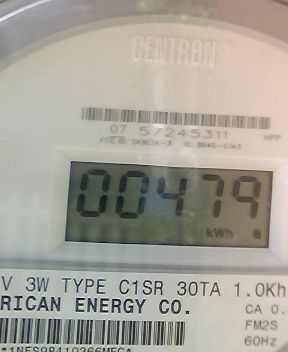 CENTRON®
07 57245311
00479
kWh
V 3W TYPE C1SR 30TA 1.0Kh
RICAN ENERGY CO.
CA 0.
FM2S
60Hz